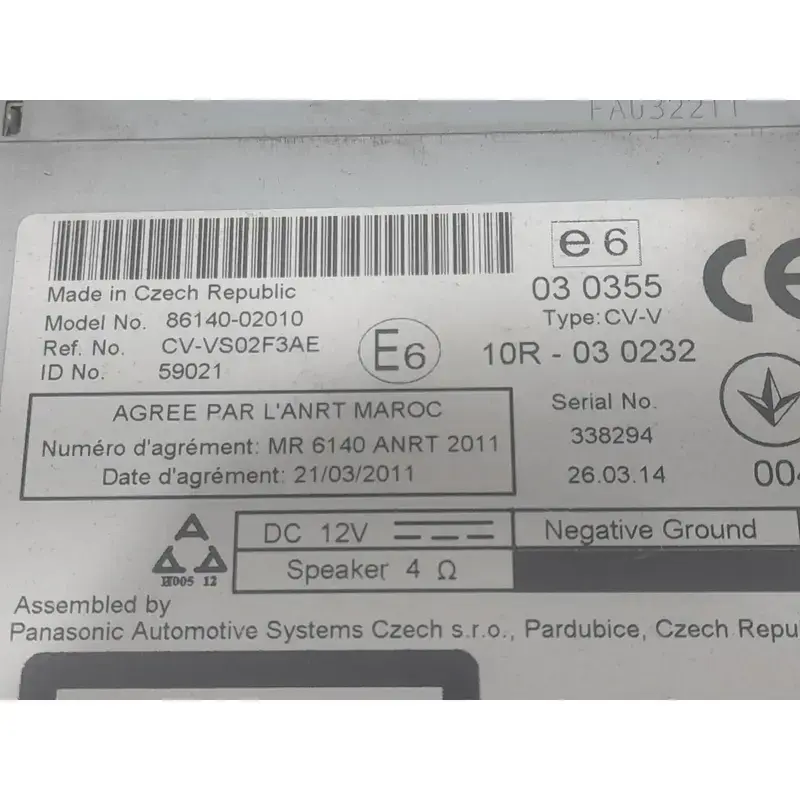 FA032211
Made in Czech Republic
Model No. 86140-02010
Ref. No. CV-VS02F3AE
ID No. 59021
e6
03 0355
Type: CV-V
E6
10R - 03 0232
CE
AGREE PAR L'ANRT MAROC
Numéro d'agrément: MR 6140 ANRT 2011
Date d'agrément: 21/03/2011
Serial No.
338294
26.03.14
004
H005 12
DC 12V
Negative Ground
Speaker 4 Ω
Assembled by
Panasonic Automotive Systems Czech s.r.o., Pardubice, Czech Repu